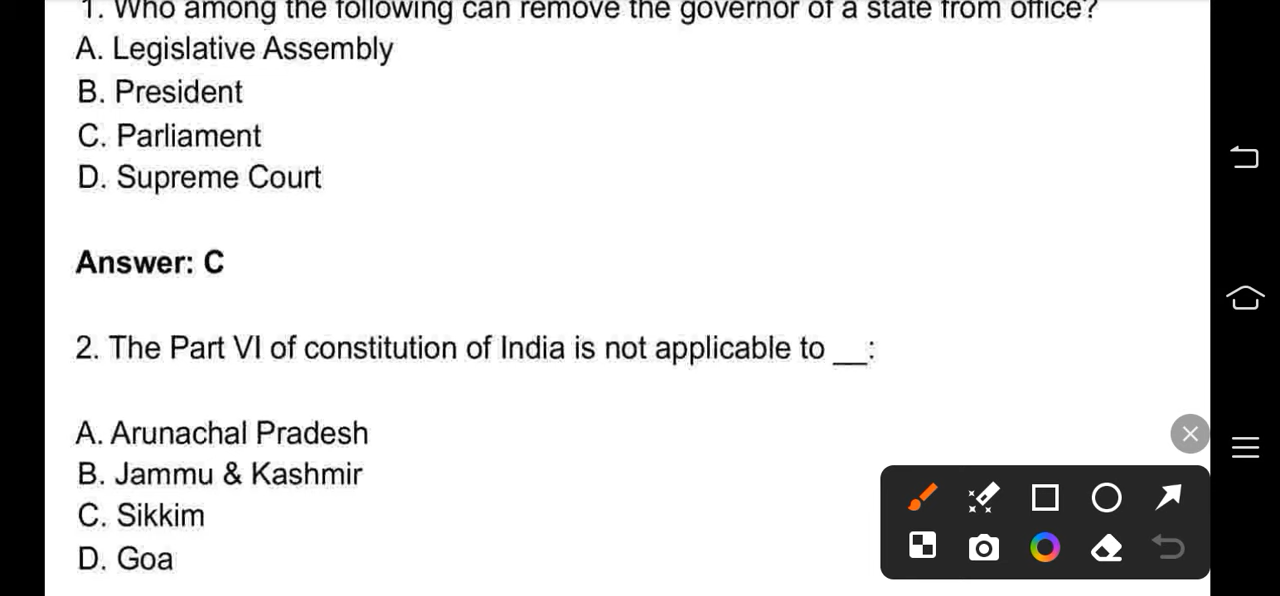 1. Who among the following can remove the governor of a state from office?
A. Legislative Assembly
B. President
C. Parliament
D. Supreme Court
Answer: C
2. The Part VI of constitution of India is not applicable to __:
A. Arunachal Pradesh
B. Jammu & Kashmir
C. Sikkim
D. Goa